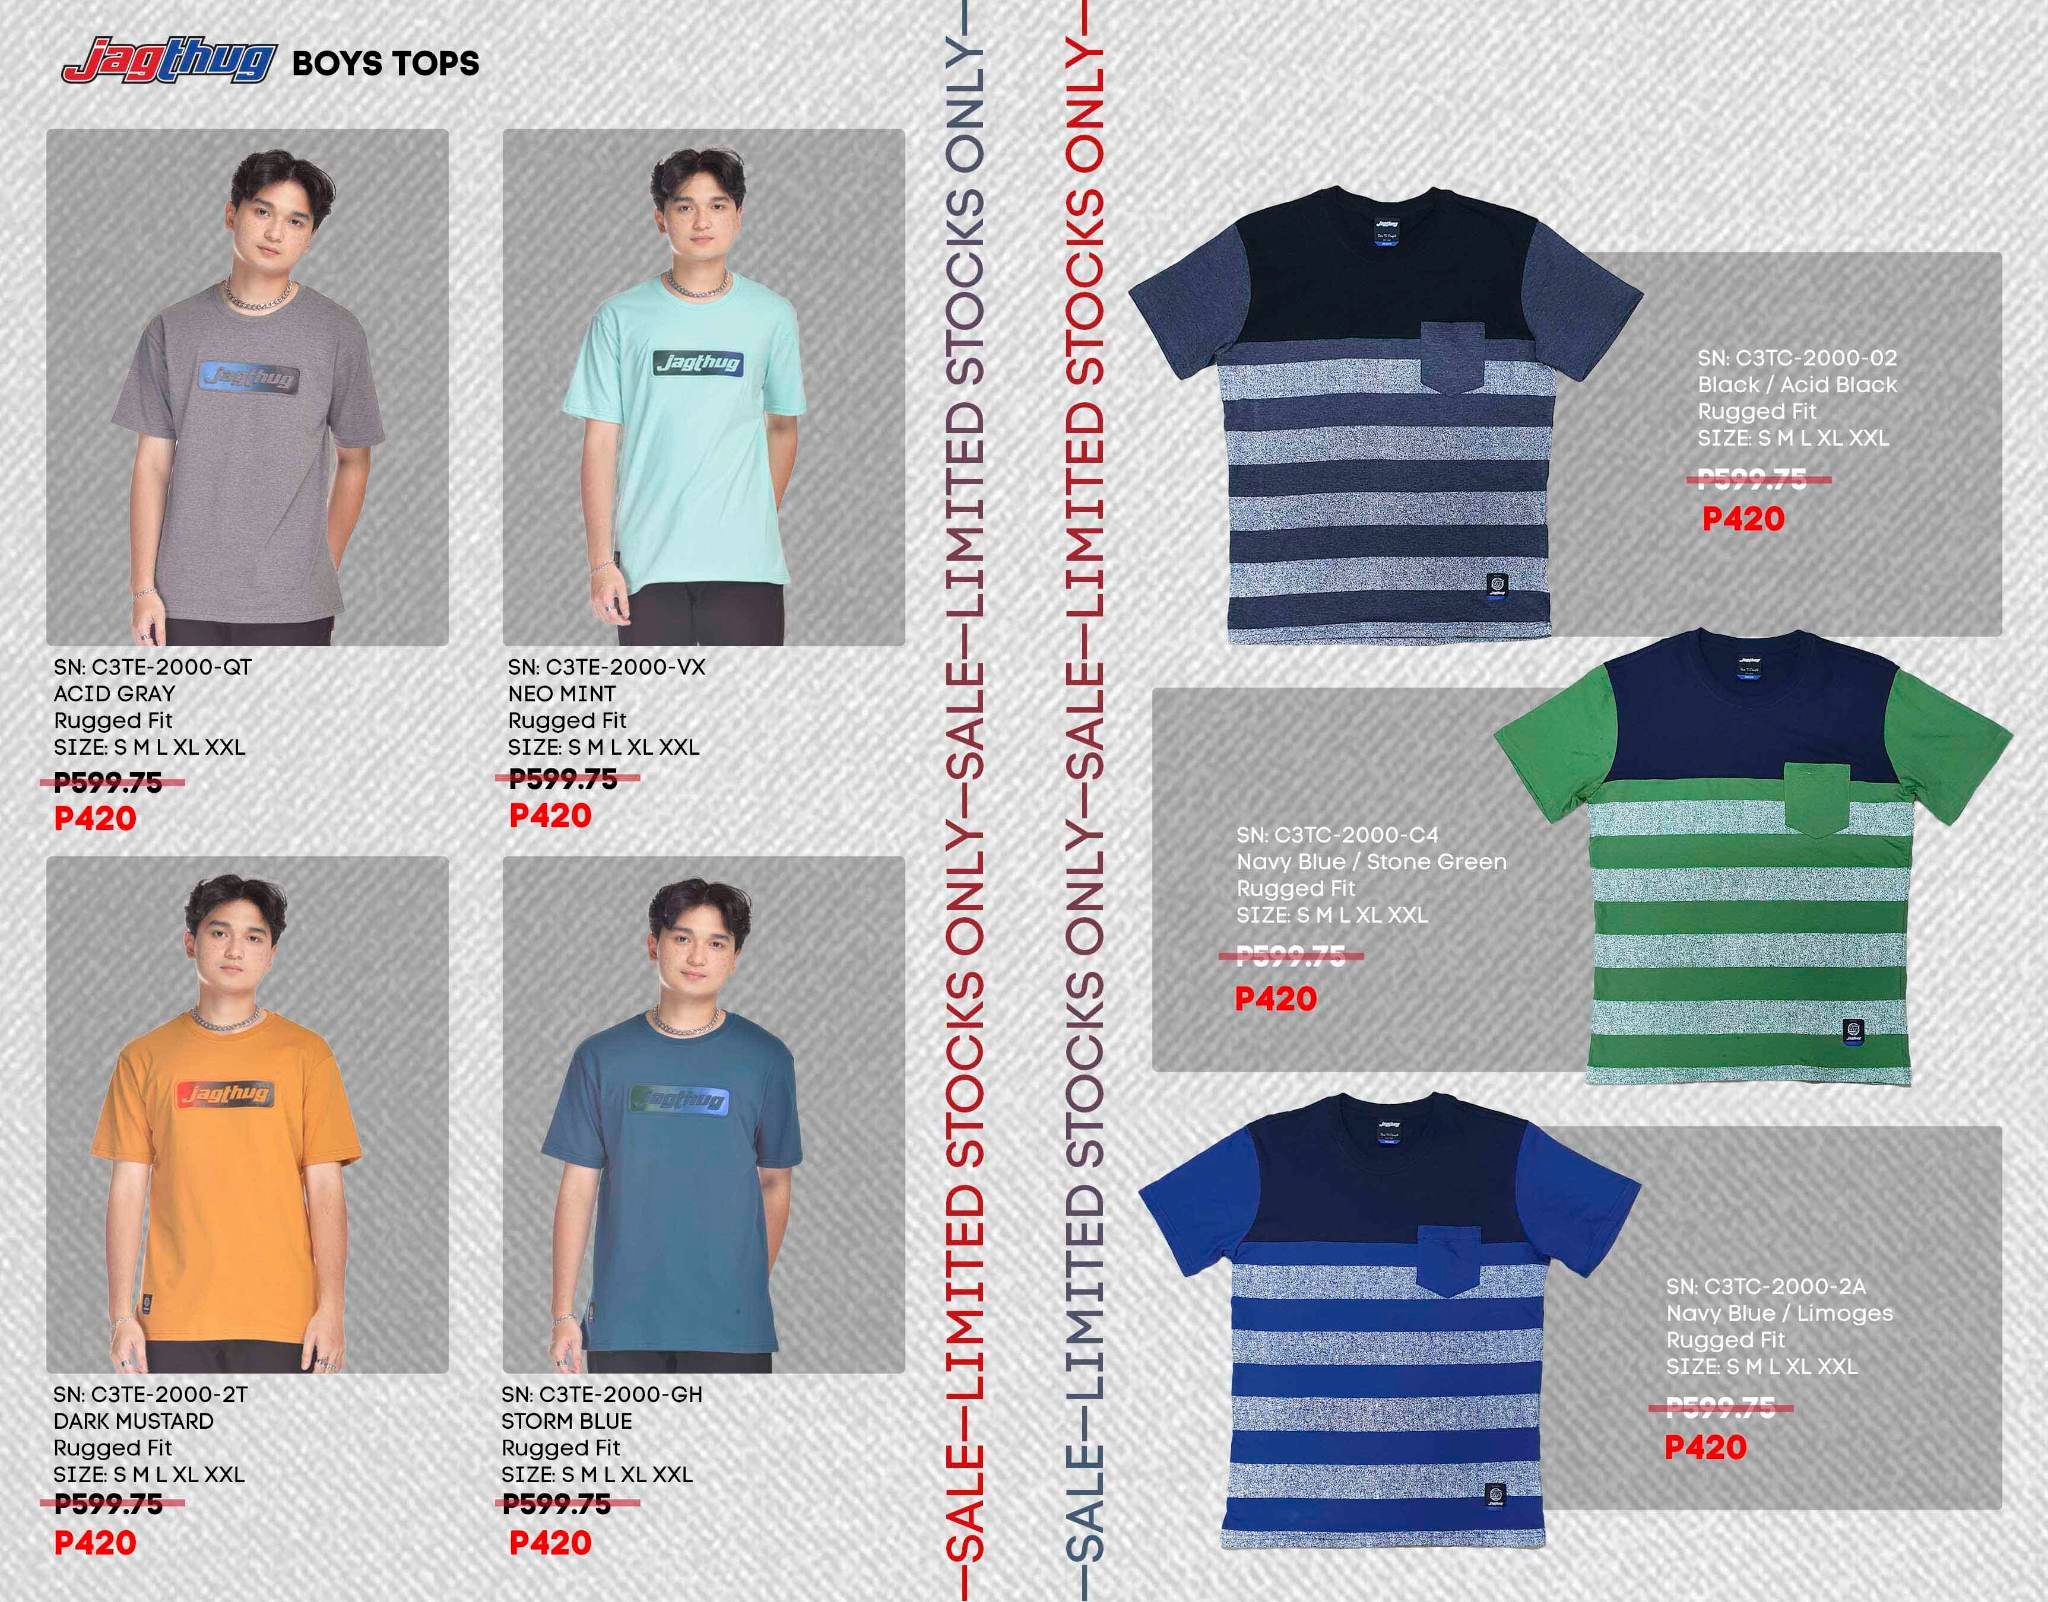 jagthug BOYS TOPS
jagthug
jagthug
SN: C3TE-2000-QT
ACID GRAY
Rugged Fit
SIZE: S M L XL XXL
P599.75
P420
SN: C3TE-2000-VX
NEO MINT
Rugged Fit
SIZE: S M L XL XXL
P599.75
P420
jagthug
jagthug
SN: C3TE-2000-2T
DARK MUSTARD
Rugged Fit
SIZE: S M L XL XXL
P599.75
P420
SN: C3TE-2000-GH
STORM BLUE
Rugged Fit
SIZE: S M L XL XXL
P599.75
P420
—SALE—LIMITED STOCKS ONLY—SALE—LIMITED STOCKS ONLY—
—SALE—LIMITED STOCKS ONLY—SALE—LIMITED STOCKS ONLY—
jagthug
SN: C3TC-2000-02
Black / Acid Black
Rugged Fit
SIZE: S M L XL XXL
P599.75
P420
jagthug
jagthug
SN: C3TC-2000-C4
Navy Blue / Stone Green
Rugged Fit
SIZE: S M L XL XXL
P599.75
P420
jagthug
jagthug
SN: C3TC-2000-2A
Navy Blue / Limoges
Rugged Fit
SIZE: S M L XL XXL
P599.75
P420
jagthug